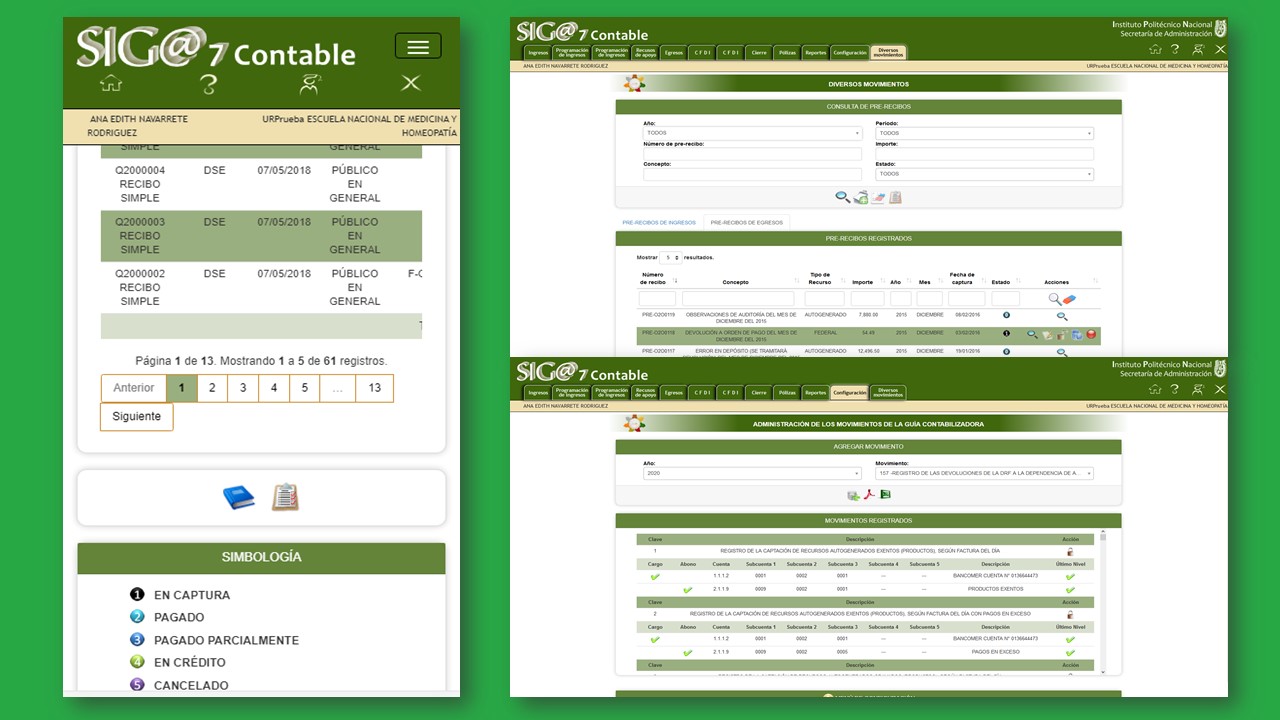 SIG@ 7 Contable
ANA EDITH NAVARRETE RODRIGUEZ
URPrueba ESCUELA NACIONAL DE MEDICINA Y HOMEOPATÍA
SIMPLE GENERAL
Q2000004 RECIBO SIMPLE DSE 07/05/2018 PÚBLICO EN GENERAL
Q2000003 RECIBO SIMPLE DSE 07/05/2018 PÚBLICO EN GENERAL
Q2000002 RECIBO SIMPLE DSE 07/05/2018 PÚBLICO EN GENERAL
Página 1 de 13. Mostrando 1 a 5 de 61 registros.
Anterior 1 2 3 4 5 ... 13
Siguiente
SIMBOLOGÍA
1 EN CAPTURA
2 PAGADO
3 PAGADO PARCIALMENTE
4 EN CRÉDITO
5 CANCELADO
SIG@ 7 Contable
Instituto Politécnico Nacional
Secretaría de Administración
Ingresos Programación de ingresos Programación de ingresos Recusos de apoyo Egresos C F D I C F D I Cierre Pólizas Reportes Configuración Diversos movimientos
ANA EDITH NAVARRETE RODRIGUEZ URPrueba ESCUELA NACIONAL DE MEDICINA Y HOMEOPATÍA
DIVERSOS MOVIMIENTOS
CONSULTA DE PRE-RECIBOS
Año: Periodo:
TODOS TODOS
Número de pre-recibo: Importe:
Concepto: Estado:
TODOS
PRE-RECIBOS DE INGRESOS PRE-RECIBOS DE EGRESOS
PRE-RECIBOS REGISTRADOS
Mostrar 5 resultados.
Número de recibo Concepto Tipo de Recurso Importe Año Mes Fecha de captura Estado Acciones
PRE-O2O8119 OBSERVACIONES DE AUDITORÍA DEL MES DE DICIEMBRE DEL 2015 AUTOGENERADO 7,880.00 2015 DICIEMBRE 08/02/2016
PRE-O2O8118 DEVOLUCIÓN A ORDEN DE PAGO DEL MES DE DICIEMBRE DEL 2015 FEDERAL 54.49 2015 DICIEMBRE 03/02/2016 1
PRE-O2O8117 ERROR EN DEPÓSITO (SE TRAMITARÁ AUTOGENERADO 12,496.50 2015 DICIEMBRE 19/01/2016
SIG@ 7 Contable
Instituto Politécnico Nacional
Secretaría de Administración
Ingresos Programación de ingresos Programación de ingresos Recusos de apoyo Egresos C F D I C F D I Cierre Pólizas Reportes Configuración Diversos movimientos
ANA EDITH NAVARRETE RODRIGUEZ URPrueba ESCUELA NACIONAL DE MEDICINA Y HOMEOPATÍA
ADMINISTRACIÓN DE LOS MOVIMIENTOS DE LA GUÍA CONTABILIZADORA
AGREGAR MOVIMIENTO
Año: Movimiento:
2020 157 -REGISTRO DE LAS DEVOLUCIONES DE LA DRF A LA DEPENDENCIA DE A...
MOVIMIENTOS REGISTRADOS
Clave Descripción Acción
1 REGISTRO DE LA CAPTACIÓN DE RECURSOS AUTOGENERADOS EXENTOS (PRODUCTOS), SEGÚN FACTURA DEL DÍA
Cargo Abono Cuenta Subcuenta 1 Subcuenta 2 Subcuenta 3 Subcuenta 4 Subcuenta 5 Descripción Último Nivel
1.1.1.2 0001 0002 0001 --- --- BANCOMER CUENTA N° 0136644473
2.1.1.9 0009 0002 0001 --- --- PRODUCTOS EXENTOS
Clave Descripción Acción
2 REGISTRO DE LA CAPTACIÓN DE RECURSOS AUTOGENERADOS EXENTOS (PRODUCTOS), SEGÚN FACTURA DEL DÍA CON PAGOS EN EXCESO
Cargo Abono Cuenta Subcuenta 1 Subcuenta 2 Subcuenta 3 Subcuenta 4 Subcuenta 5 Descripción Último Nivel
1.1.1.2 0001 0002 0001 --- --- BANCOMER CUENTA N° 0136644473
2.1.1.9 0009 0002 0005 --- --- PAGOS EN EXCESO
Clave Descripción Acción